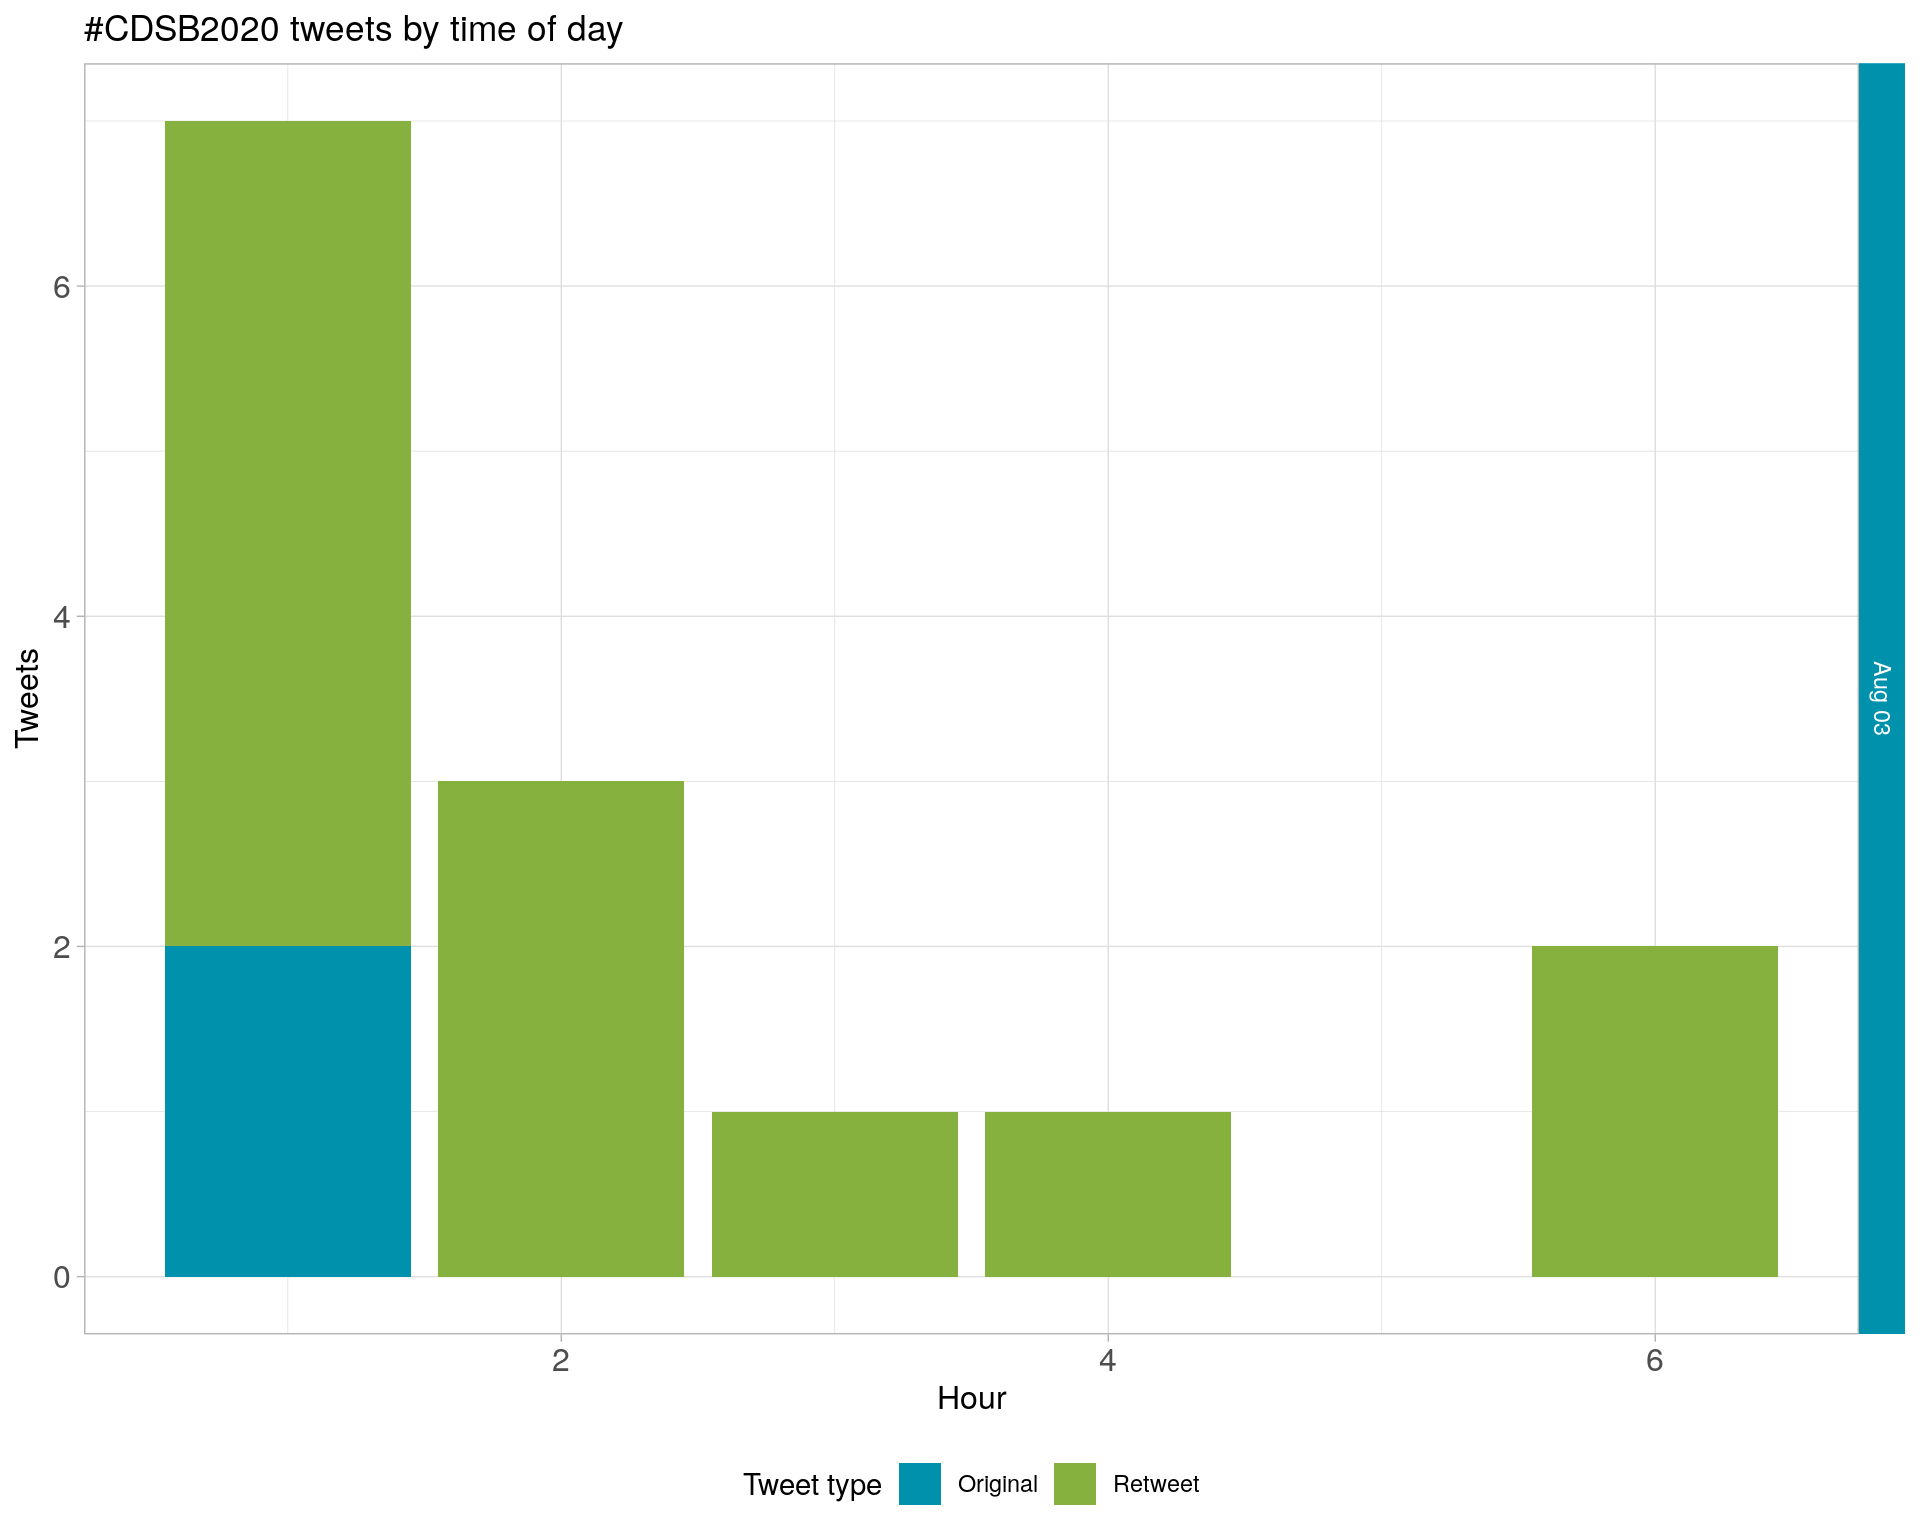 #CDSB2020 tweets by time of day
6
4
2
0
Tweets
Aug 03
2 4 6
Hour
Tweet type Original Retweet